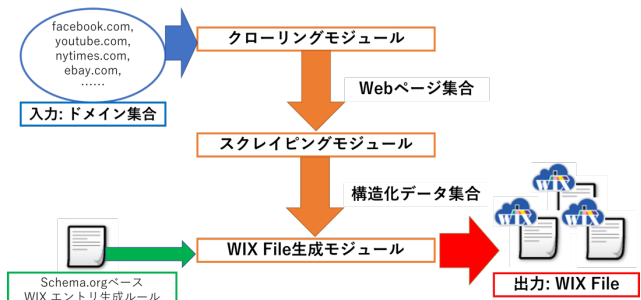 facebook.com,
youtube.com,
nytimes.com,
ebay.com,
……
入力: ドメイン集合
クローリングモジュール
Webページ集合
スクレイピングモジュール
構造化データ集合
WIX File生成モジュール
Schema.orgベース
WIX エントリ生成ルール
WIX
WIX
WIX
出力: WIX File